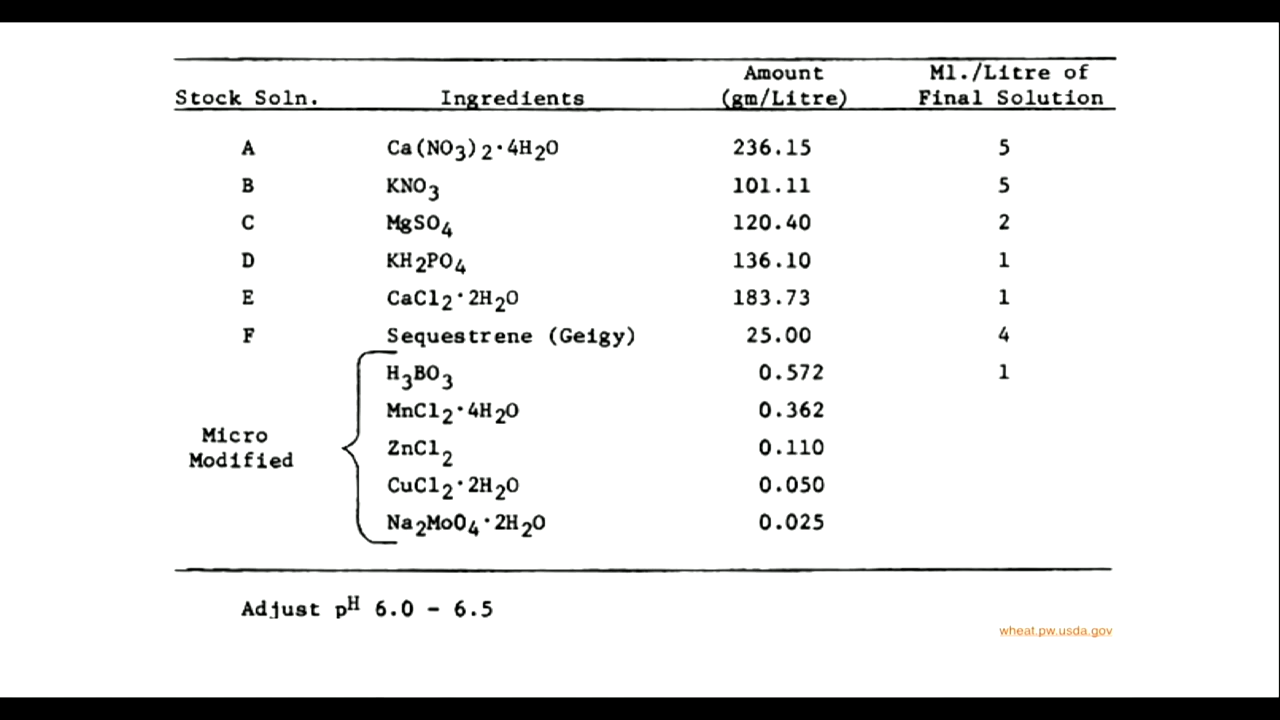 Amount Ml./Litre of
Stock Soln. Ingredients (gm/Litre) Final Solution
A Ca(NO3)2·4H2O 236.15 5
B KNO3 101.11 5
C MgSO4 120.40 2
D KH2PO4 136.10 1
E CaCl2·2H2O 183.73 1
F Sequestrene (Geigy) 25.00 4
H3BO3 0.572 1
MnCl2·4H2O 0.362
Micro
Modified
ZnCl2 0.110
CuCl2·2H2O 0.050
Na2MoO4·2H2O 0.025
Adjust pH 6.0 - 6.5
wheat.pw.usda.gov